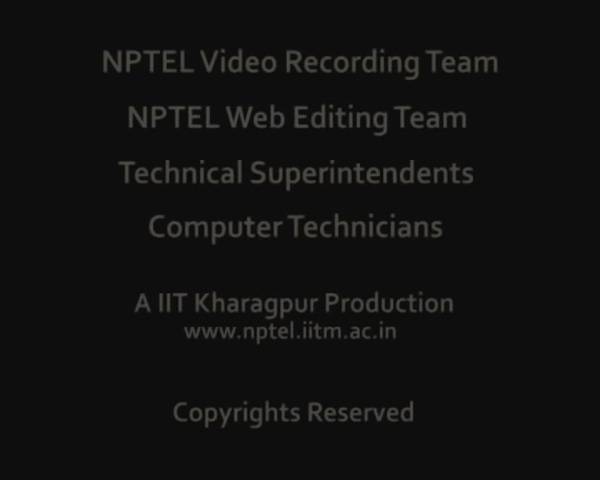 NPTEL Video Recording Team
NPTEL Web Editing Team
Technical Superintendents
Computer Technicians
A IIT Kharagpur Production
www.nptel.iitm.ac.in
Copyrights Reserved